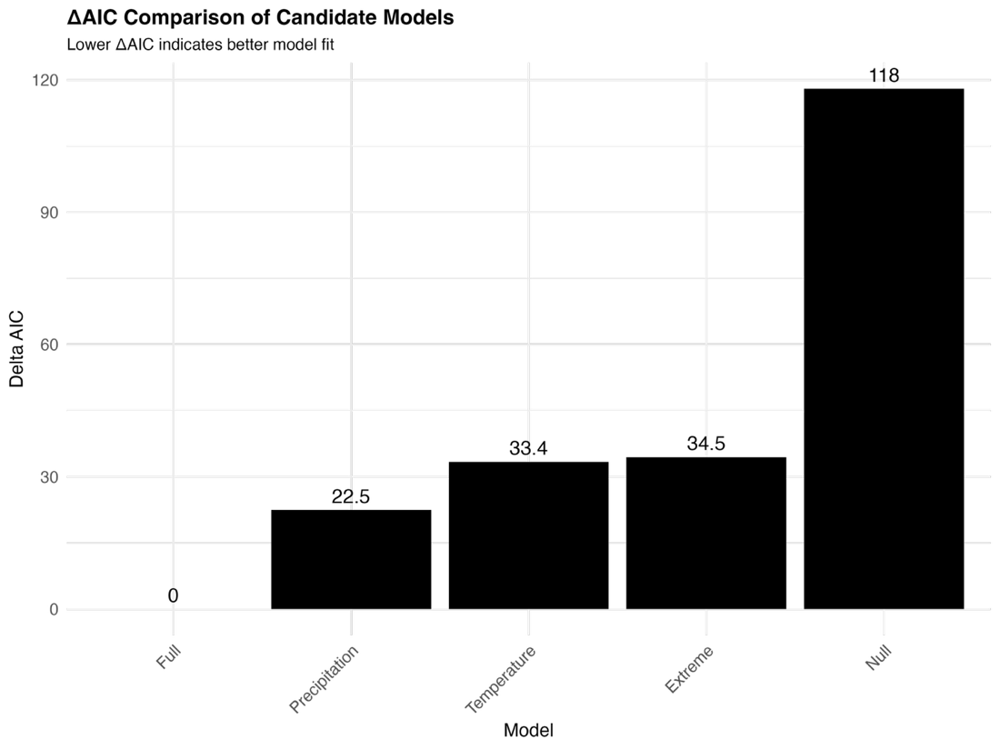 ΔAIC Comparison of Candidate Models
Lower ΔAIC indicates better model fit
120
90
60
30
0
Delta AIC
118
34.5
33.4
22.5
0
Full
Precipitation
Temperature
Extreme
Null
Model